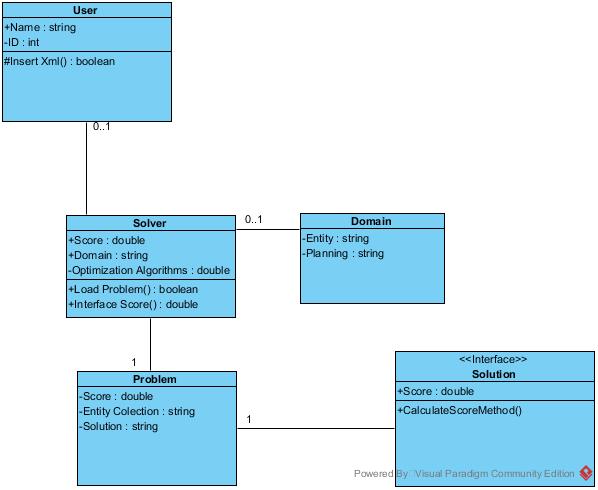 User
+Name : string
-ID : int
#Insert Xml() : boolean
0..1
Solver
+Score : double
+Domain : string
-Optimization Algorithms : double
+Load Problem() : boolean
+Interface Score() : double
0..1
Domain
-Entity : string
-Planning : string
1
Problem
-Score : double
-Entity Colection : string
-Solution : string
1
<<Interface>>
Solution
+Score : double
+CalculateScoreMethod()
Powered By Visual Paradigm Community Edition